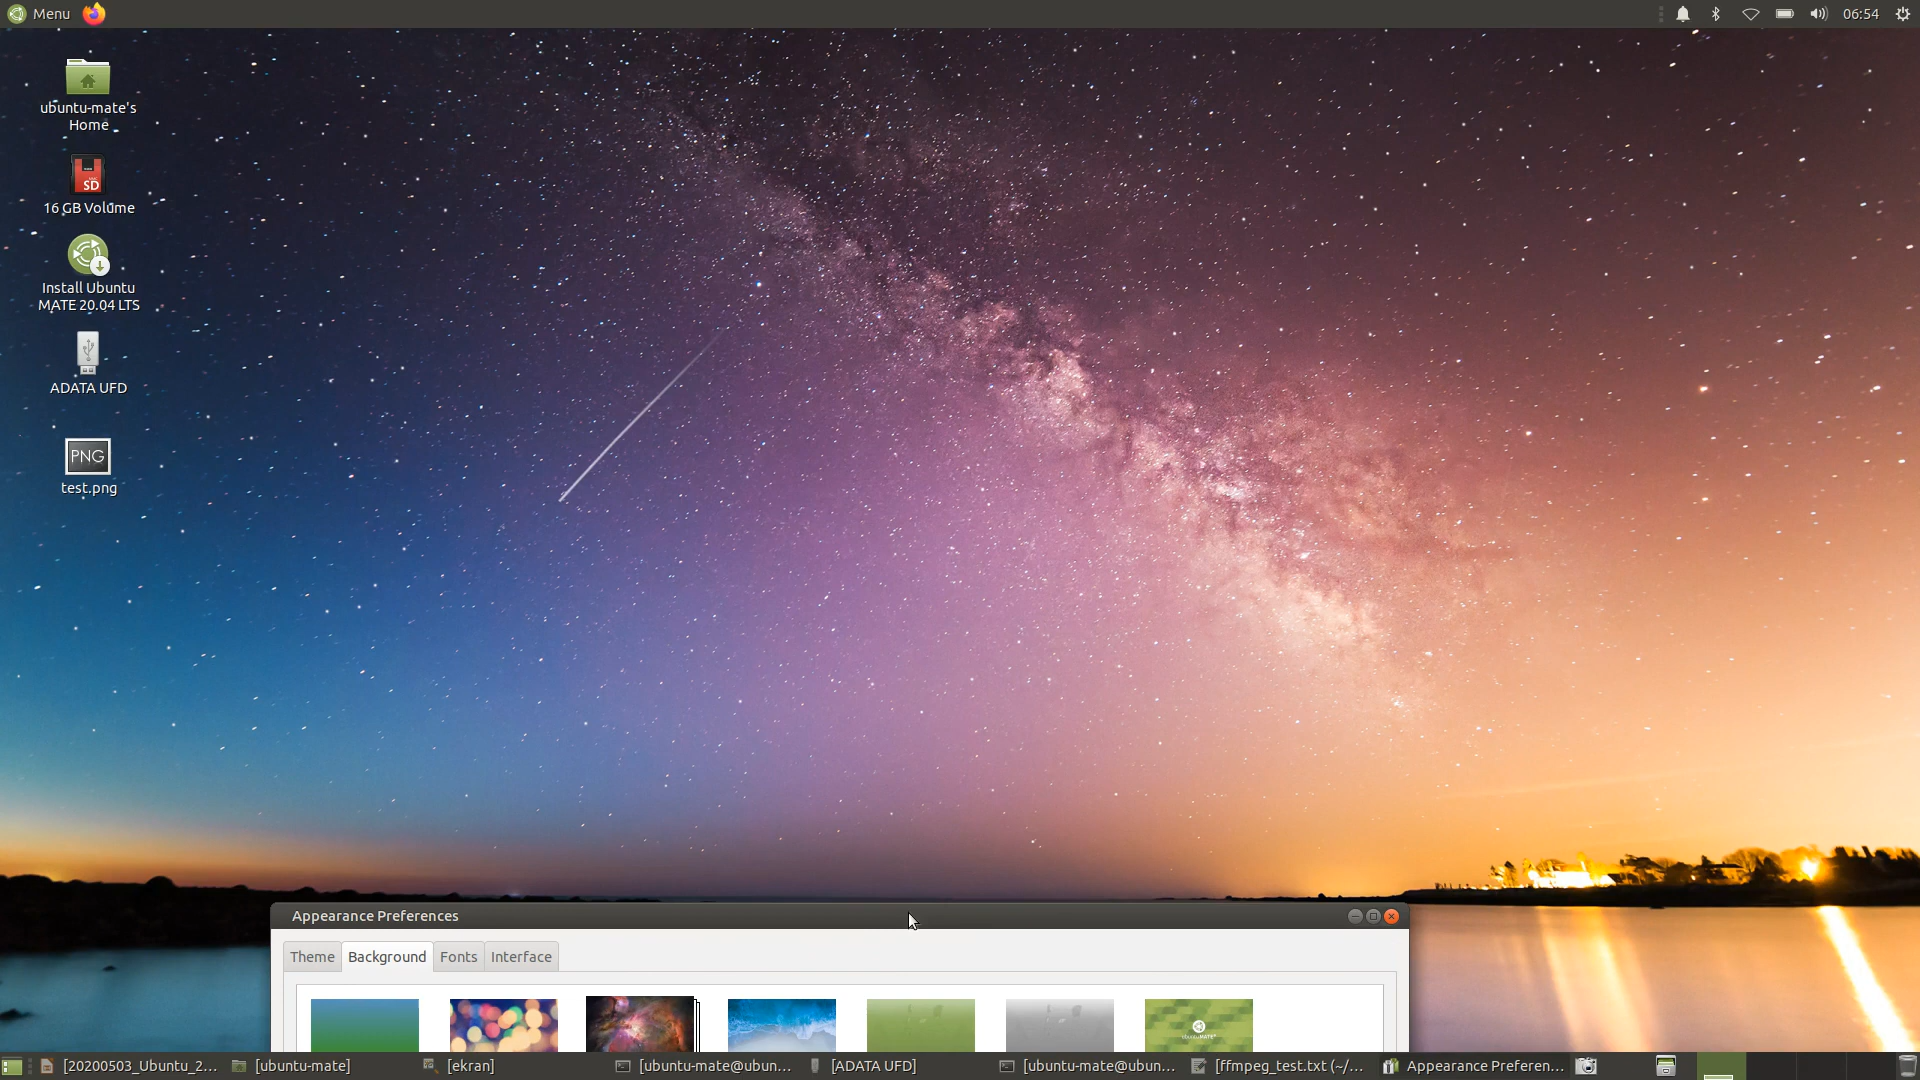 Menu
06:54
ubuntu-mate's
Home
SD
16 GB Volume
Install Ubuntu
MATE 20.04 LTS
ADATA UFD
PNG
test.png
Appearance Preferences
Theme Background Fonts Interface
ubuntuMATE
[20200503_Ubuntu_2... [ubuntu-mate] [ekran] [ubuntu-mate@ubun... [ADATA UFD] [ubuntu-mate@ubun... [ffmpeg_test.txt (~/... Appearance Preferen...